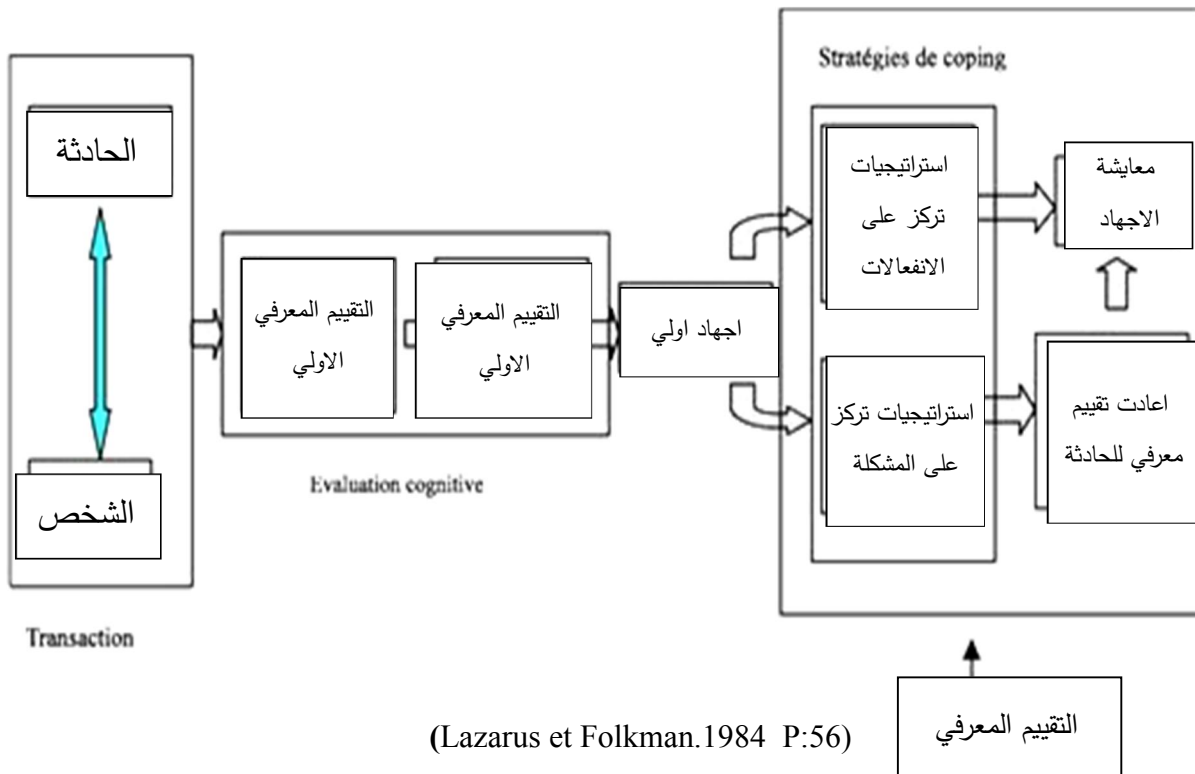 Stratégies de coping
الحادثة
استراتيجيات
تركز على
الانفعالات
معايشة
الاجهاد
التقييم المعرفي
الاولي
التقييم المعرفي
الاولي
اجهاد اولي
استراتيجيات تركز
على المشكلة
اعادت تقييم
معرفي للحادثة
Evaluation cognitive
الشخص
Transaction
التقييم المعرفي
(Lazarus et Folkman.1984 P:56)